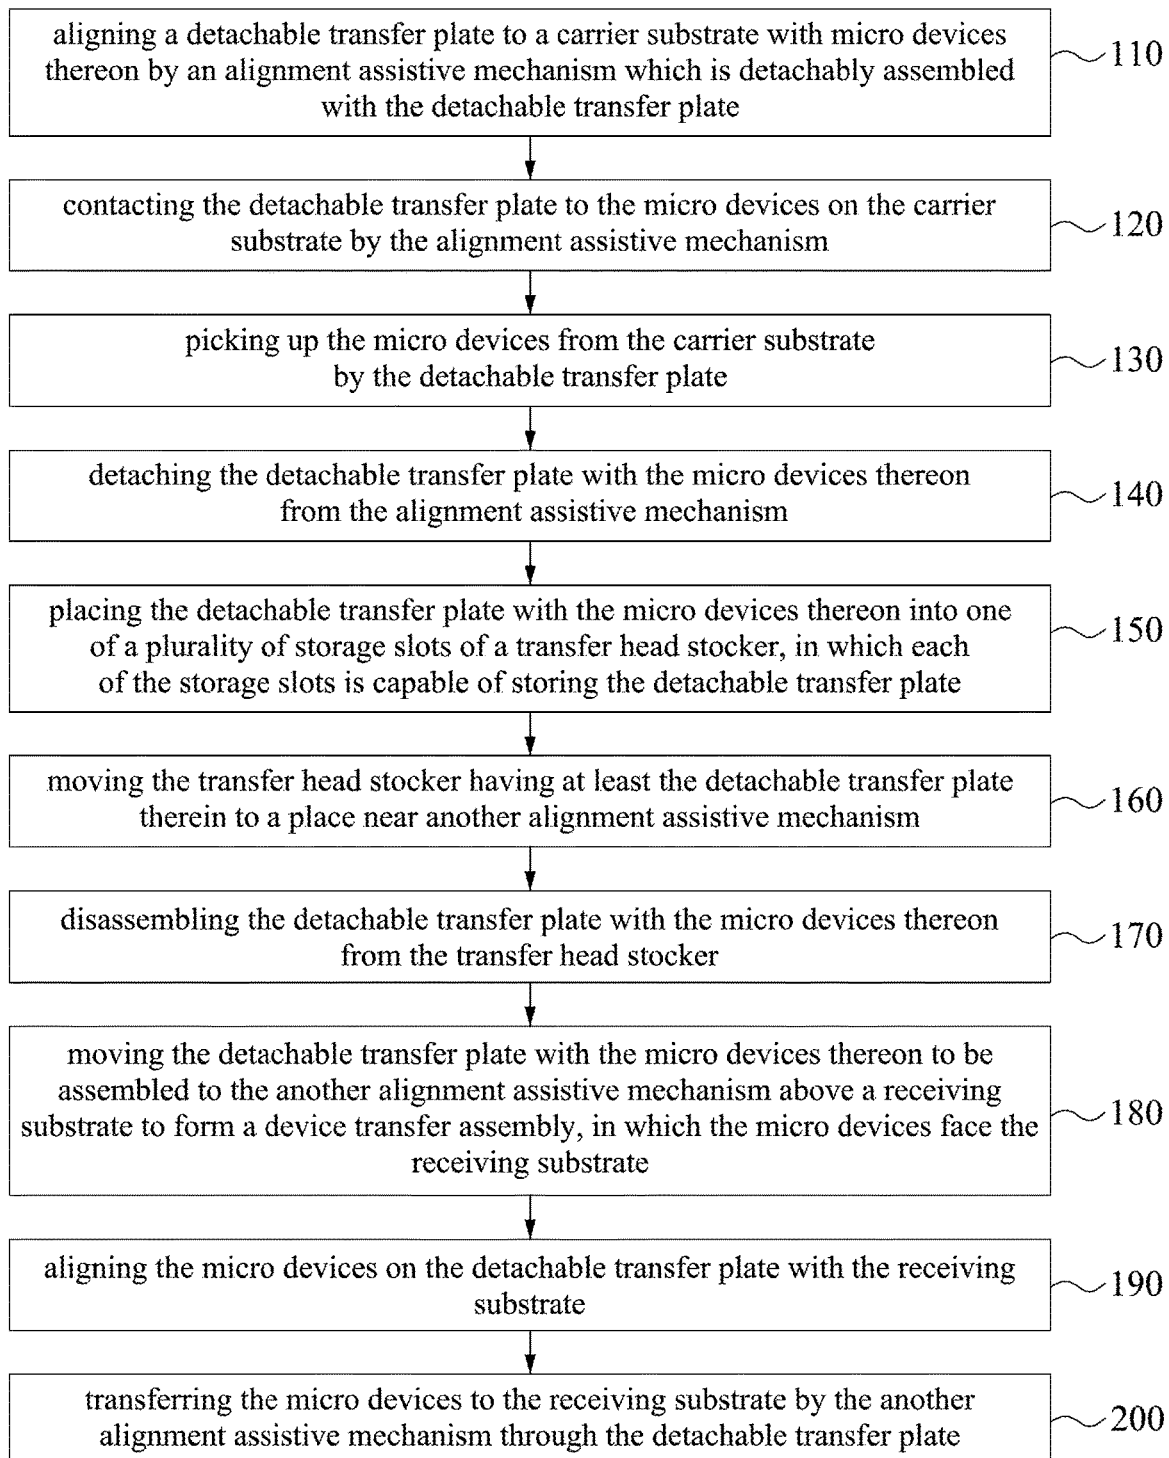 aligning a detachable transfer plate to a carrier substrate with micro devices
thereon by an alignment assistive mechanism which is detachably assembled
with the detachable transfer plate
110
contacting the detachable transfer plate to the micro devices on the carrier
substrate by the alignment assistive mechanism
120
picking up the micro devices from the carrier substrate
by the detachable transfer plate
130
detaching the detachable transfer plate with the micro devices thereon
from the alignment assistive mechanism
140
placing the detachable transfer plate with the micro devices thereon into one
of a plurality of storage slots of a transfer head stocker, in which each
of the storage slots is capable of storing the detachable transfer plate
150
moving the transfer head stocker having at least the detachable transfer plate
therein to a place near another alignment assistive mechanism
160
disassembling the detachable transfer plate with the micro devices thereon
from the transfer head stocker
170
moving the detachable transfer plate with the micro devices thereon to be
assembled to the another alignment assistive mechanism above a receiving
substrate to form a device transfer assembly, in which the micro devices face the
receiving substrate
180
aligning the micro devices on the detachable transfer plate with the receiving
substrate
190
transferring the micro devices to the receiving substrate by the another
alignment assistive mechanism through the detachable transfer plate
200